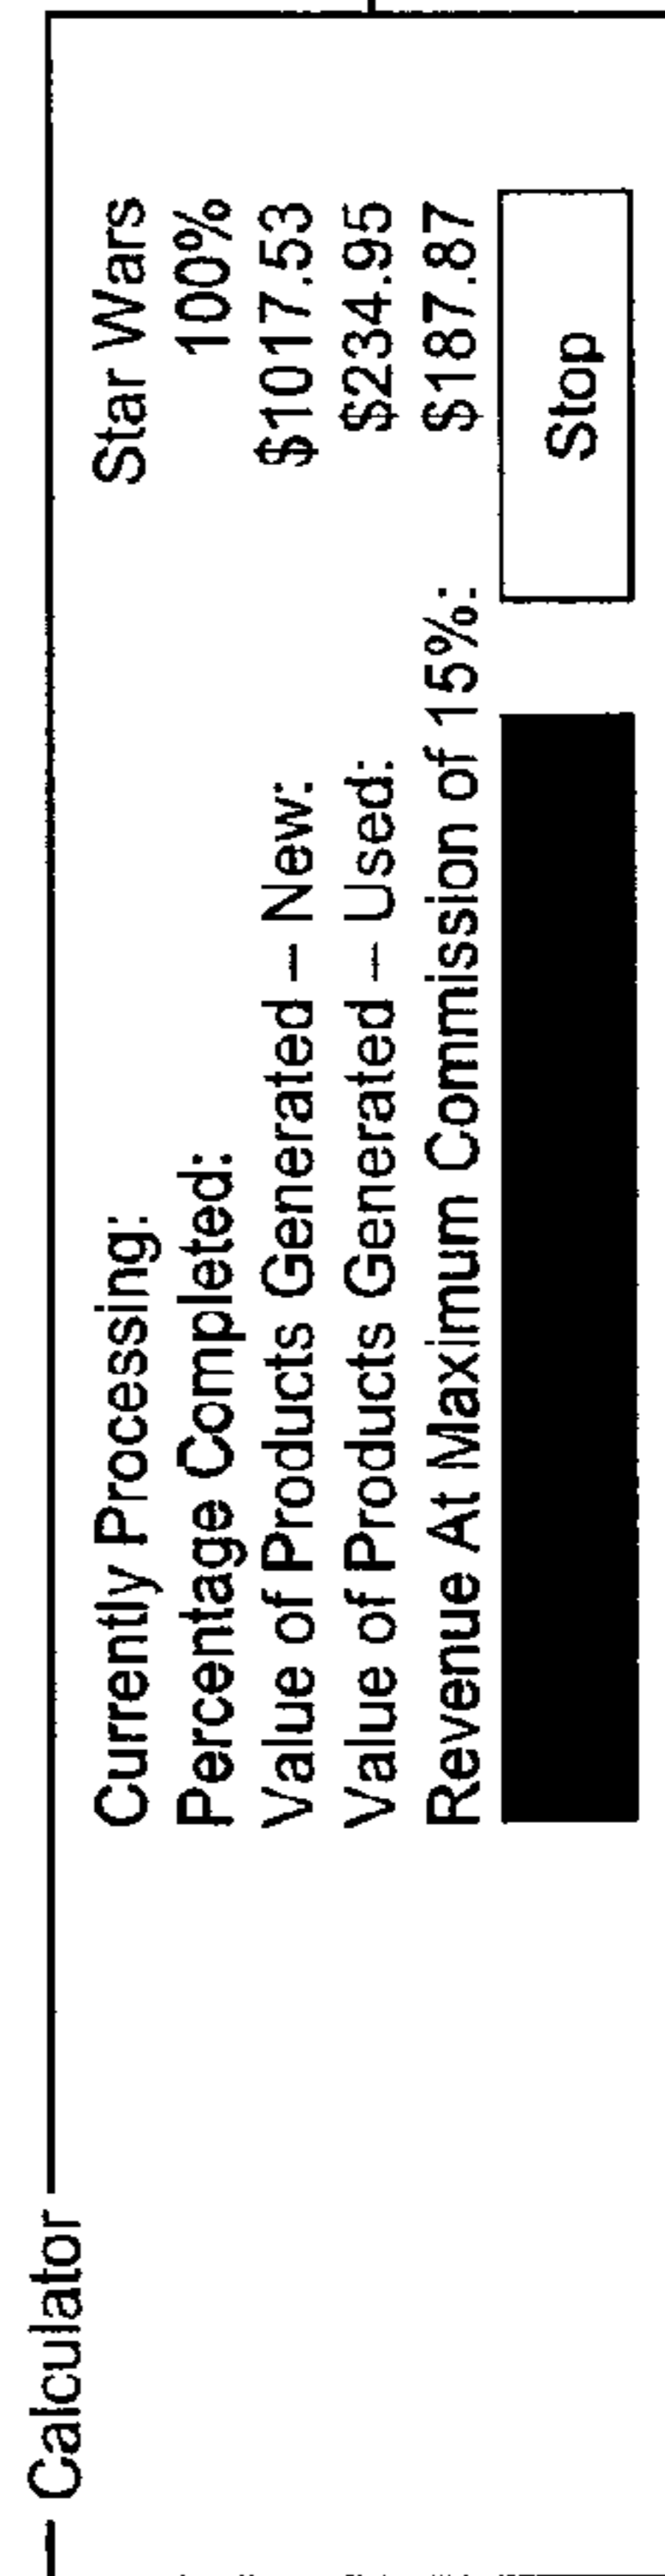 Calculator
Currently Processing: Star Wars
Percentage Completed: 100%
Value of Products Generated – New: $1017.53
Value of Products Generated – Used: $234.95
Revenue At Maximum Commission of 15%: $187.87
Stop